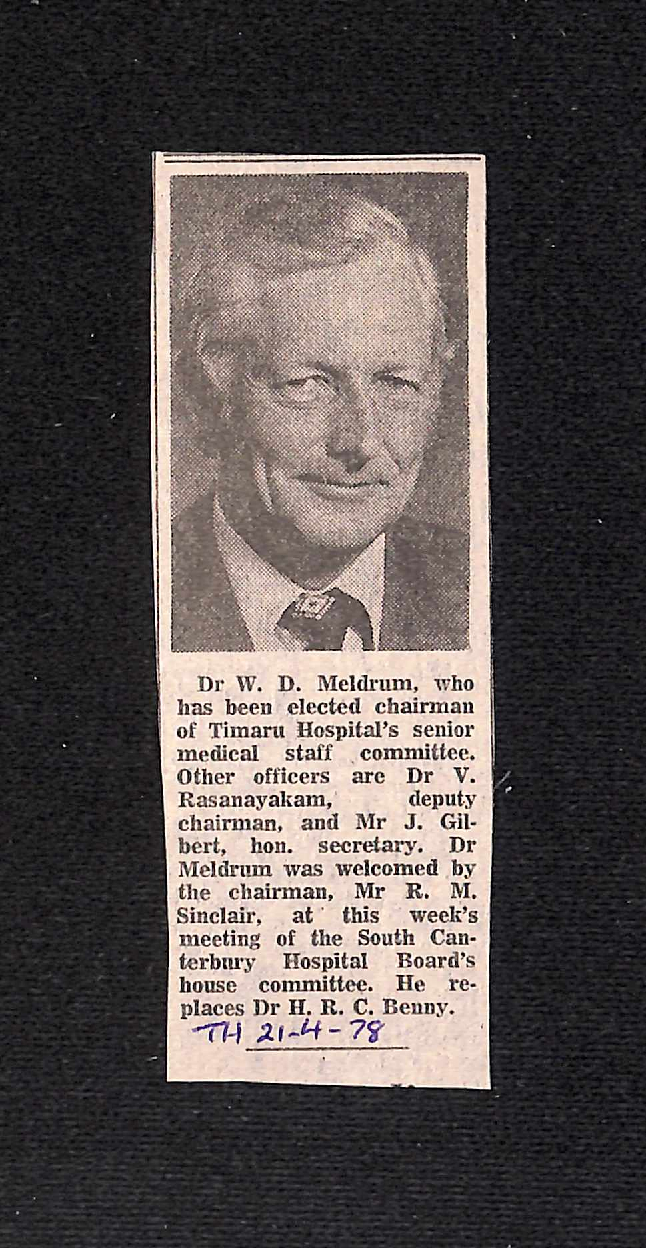 Dr W. D. Meldrum, who
has been elected chairman
of Timaru Hospital's senior
medical staff committee.
Other officers are Dr V.
Rasanayakam, deputy
chairman, and Mr J. Gil-
bert, hon. secretary. Dr
Meldrum was welcomed by
the chairman, Mr R. M.
Sinclair, at this week's
meeting of the South Can-
terbury Hospital Board's
house committee. He re-
places Dr H. R. C. Benny.
TH 21-4-78